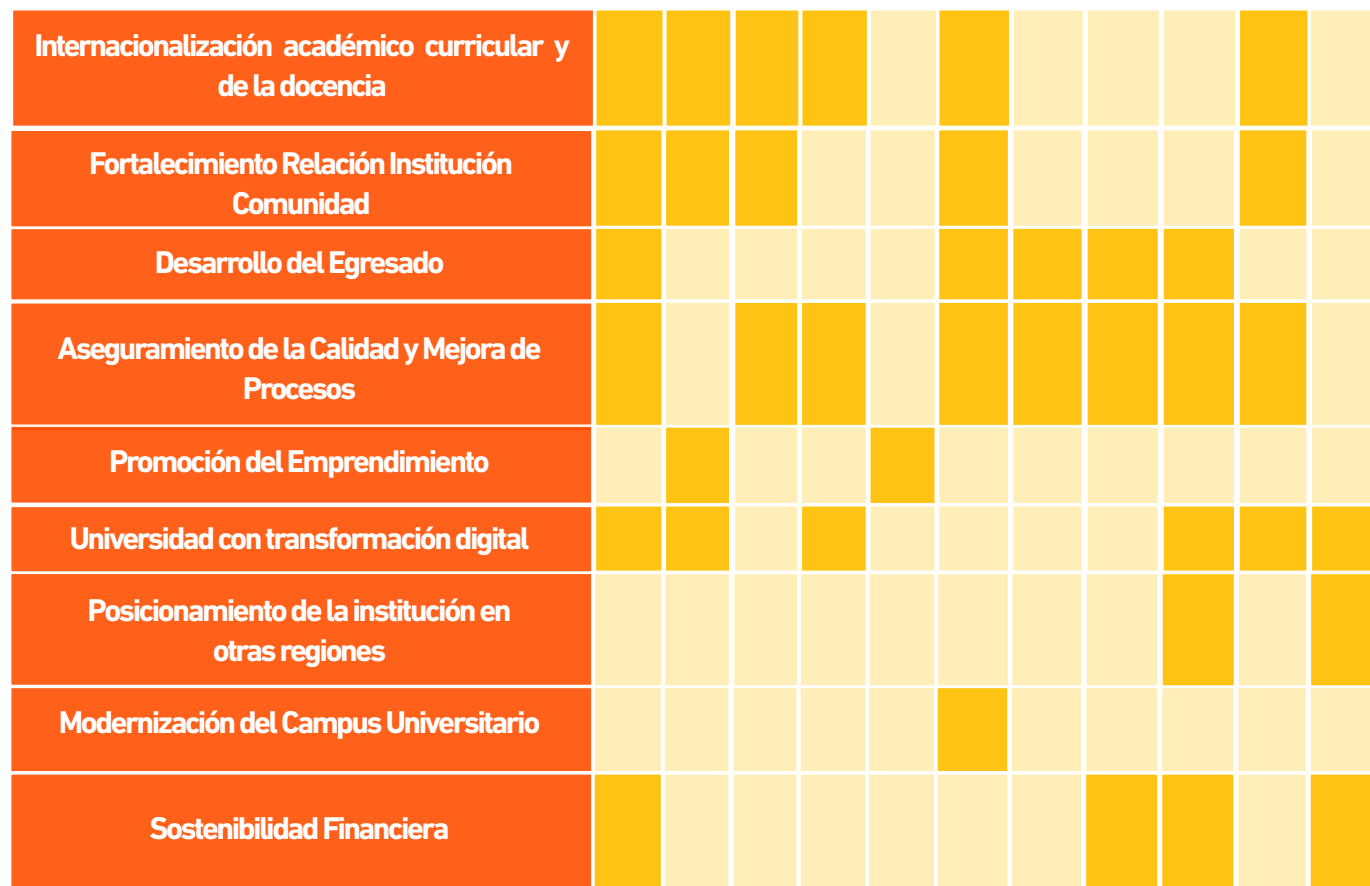 Internacionalización académico curricular y
de la docencia
Fortalecimiento Relación Institución
Comunidad
Desarrollo del Egresado
Aseguramiento de la Calidad y Mejora de
Procesos
Promoción del Emprendimiento
Universidad con transformación digital
Posicionamiento de la institución en
otras regiones
Modernización del Campus Universitario
Sostenibilidad Financiera